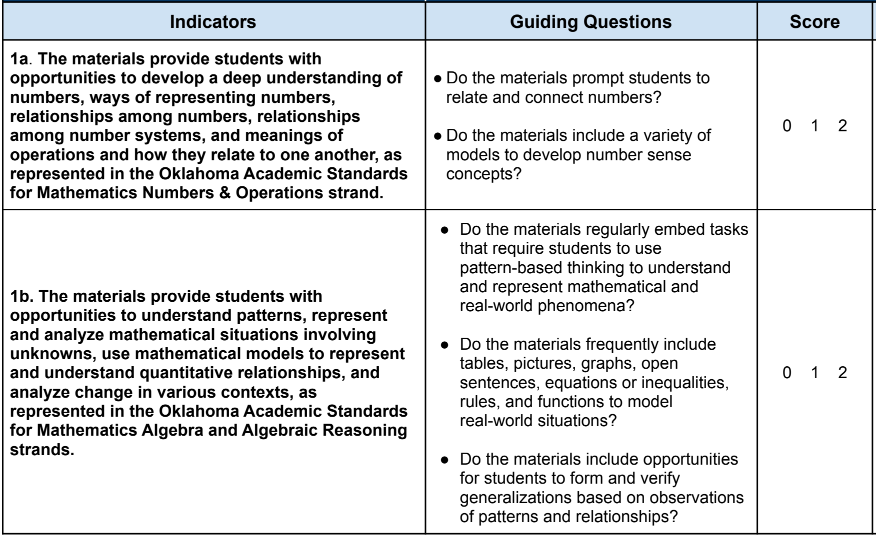 Indicators
Guiding Questions
Score
1a. The materials provide students with
opportunities to develop a deep understanding of
numbers, ways of representing numbers,
relationships among numbers, relationships
among number systems, and meanings of
operations and how they relate to one another, as
represented in the Oklahoma Academic Standards
for Mathematics Numbers & Operations strand.
● Do the materials prompt students to
relate and connect numbers?
● Do the materials include a variety of
models to develop number sense
concepts?
0 1 2
1b. The materials provide students with
opportunities to understand patterns, represent
and analyze mathematical situations involving
unknowns, use mathematical models to represent
and understand quantitative relationships, and
analyze change in various contexts, as
represented in the Oklahoma Academic Standards
for Mathematics Algebra and Algebraic Reasoning
strands.
● Do the materials regularly embed tasks
that require students to use
pattern-based thinking to understand
and represent mathematical and
real-world phenomena?
● Do the materials frequently include
tables, pictures, graphs, open
sentences, equations or inequalities,
rules, and functions to model
real-world situations?
● Do the materials include opportunities
for students to form and verify
generalizations based on observations
of patterns and relationships?
0 1 2